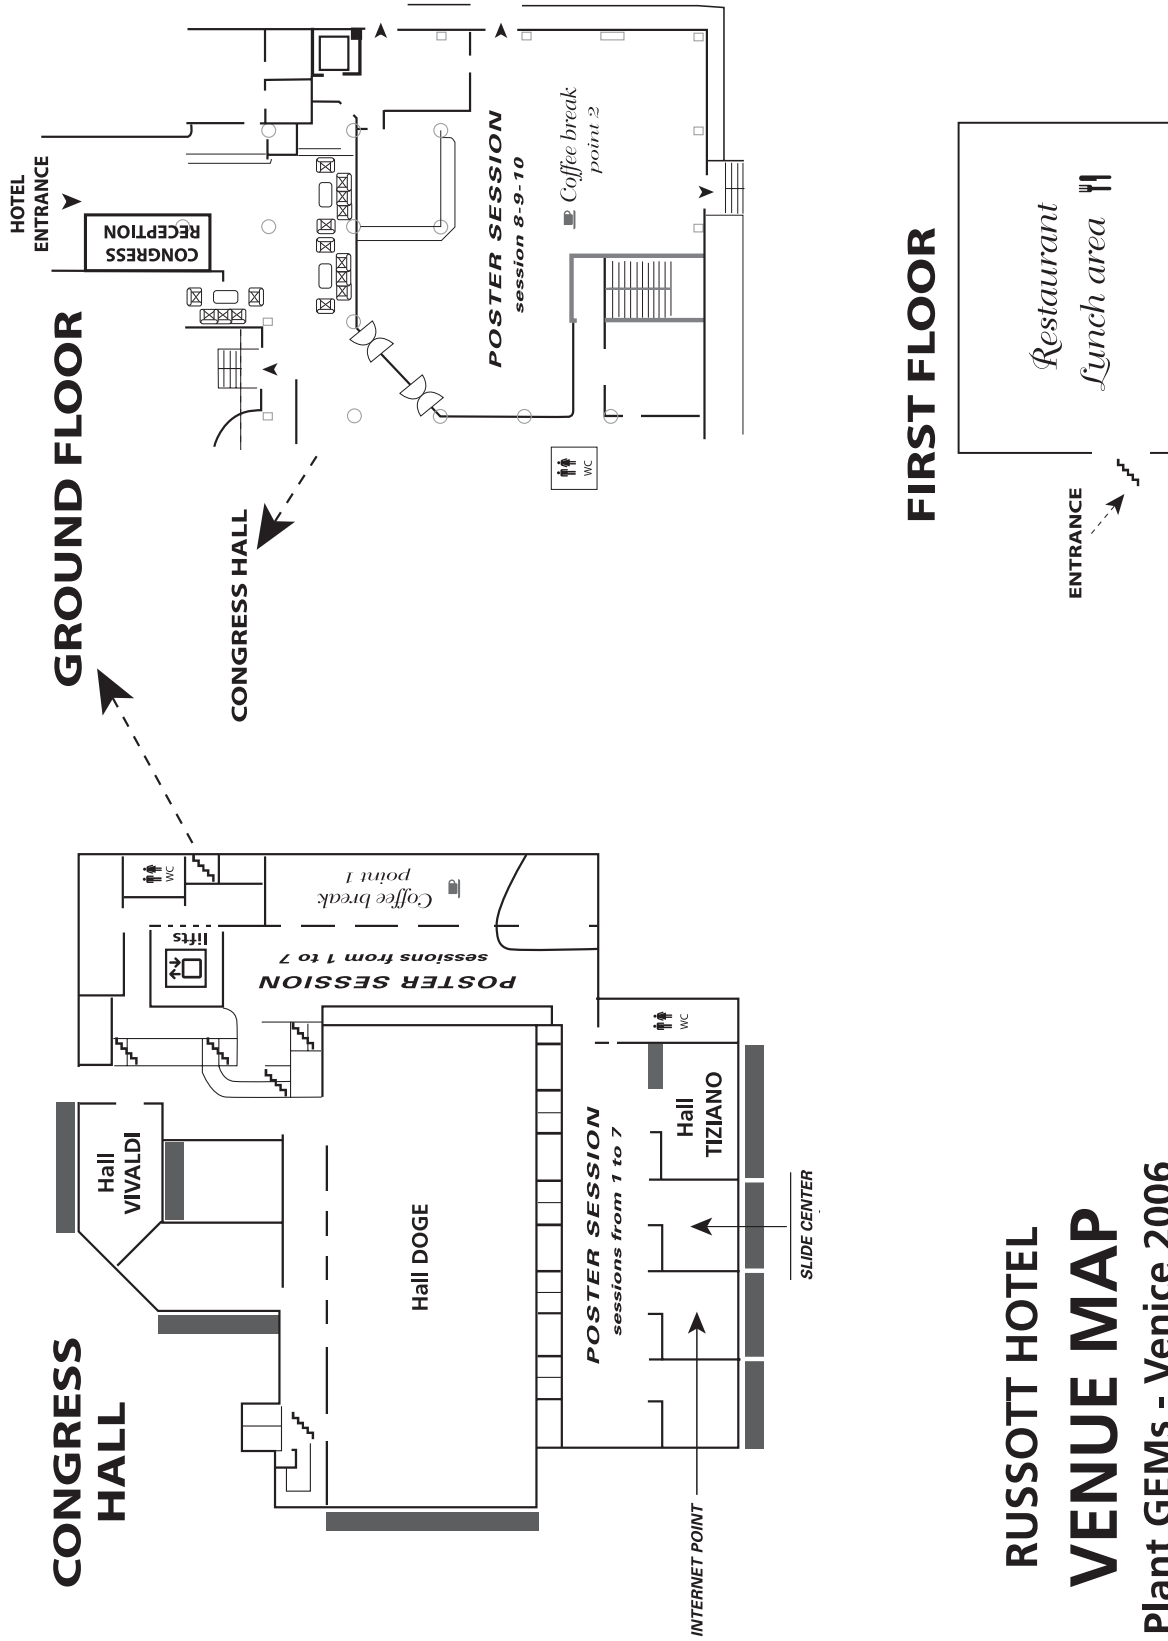 CONGRESS
HALL
Hall
VIVALDI
Hall DOGE
POSTER SESSION
sessions from 1 to 7
lifts
WC
Coffee break
point 1
POSTER SESSION
sessions from 1 to 7
WC
Hall
TIZIANO
SLIDE CENTER
INTERNET POINT
GROUND FLOOR
HOTEL
ENTRANCE
CONGRESS
RECEPTION
CONGRESS HALL
POSTER SESSION
session 8-9-10
Coffee break
point 2
WC
FIRST FLOOR
Restaurant
Lunch area
ENTRANCE
RUSSOTT HOTEL
VENUE MAP
Plant GEMs - Venice 2006